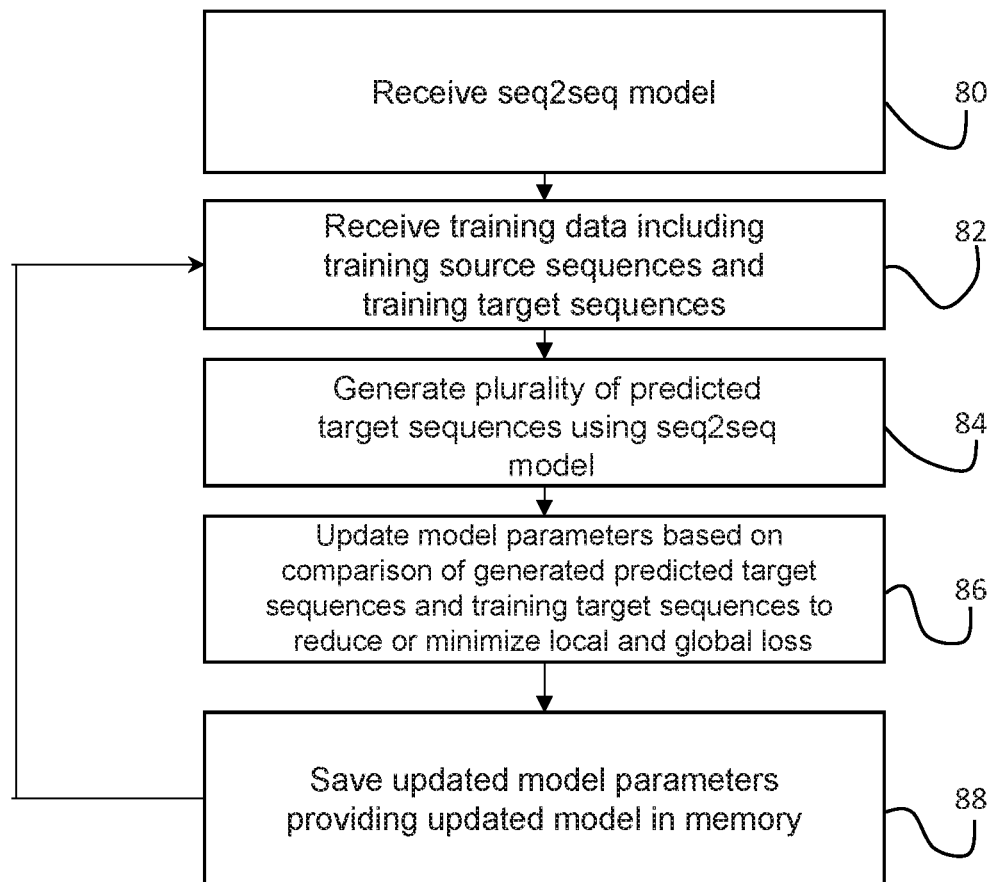 Receive seq2seq model
80
Receive training data including
training source sequences and
training target sequences
82
Generate plurality of predicted
target sequences using seq2seq
model
84
Update model parameters based on
comparison of generated predicted target
sequences and training target sequences to
reduce or minimize local and global loss
86
Save updated model parameters
providing updated model in memory
88